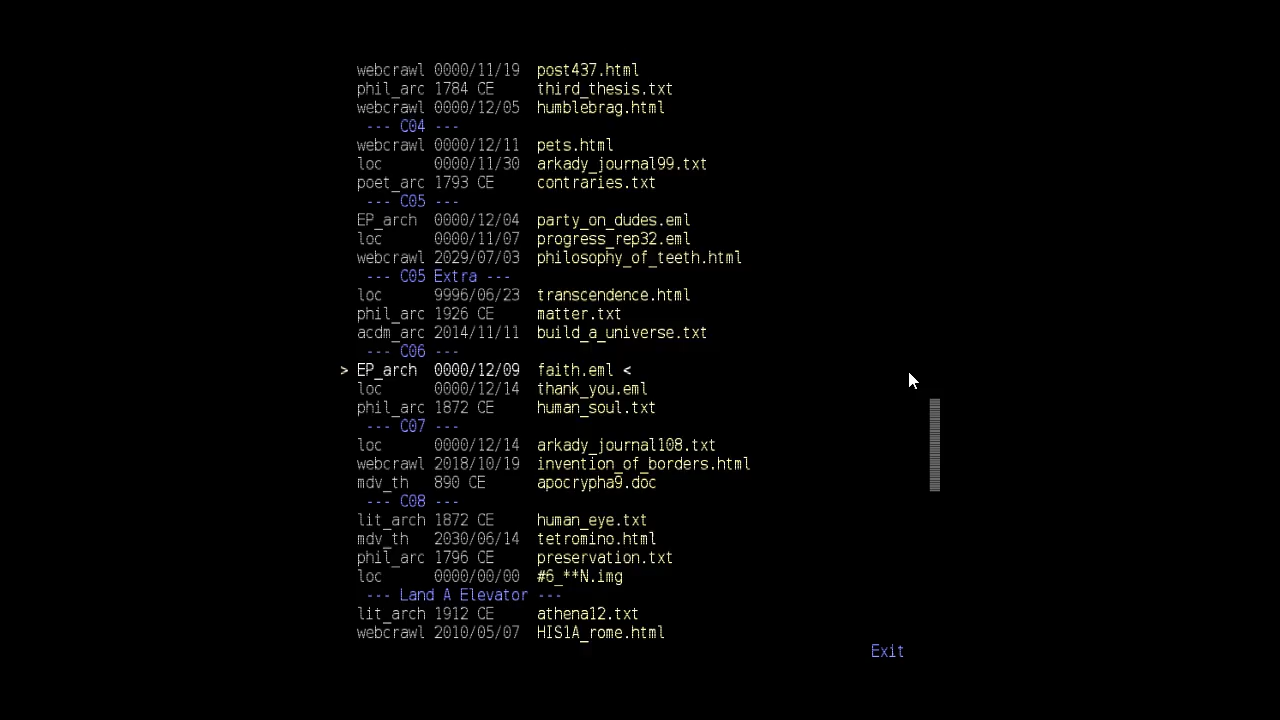 webcrawl 0000/11/19 post437.html
phil_arc 1784 CE third_thesis.txt
webcrawl 0000/12/05 humblebrag.html
--- C04 ---
webcrawl 0000/12/11 pets.html
loc 0000/11/30 arkady_journal99.txt
poet_arc 1793 CE contraries.txt
--- C05 ---
EP_arch 0000/12/04 party_on_dudes.eml
loc 0000/11/07 progress_rep32.eml
webcrawl 2029/07/03 philosophy_of_teeth.html
--- C05 Extra ---
loc 9996/06/23 transcendence.html
phil_arc 1926 CE matter.txt
acdm_arc 2014/11/11 build_a_universe.txt
--- C06 ---
> EP_arch 0000/12/09 faith.eml <
loc 0000/12/14 thank_you.eml
phil_arc 1872 CE human_soul.txt
--- C07 ---
loc 0000/12/14 arkady_journal108.txt
webcrawl 2018/10/19 invention_of_borders.html
mdv_th 890 CE apocrypha9.doc
--- C08 ---
lit_arch 1872 CE human_eye.txt
mdv_th 2030/06/14 tetromino.html
phil_arc 1796 CE preservation.txt
loc 0000/00/00 #6_**N.img
--- Land A Elevator ---
lit_arch 1912 CE athena12.txt
webcrawl 2010/05/07 HIS1A_rome.html
Exit